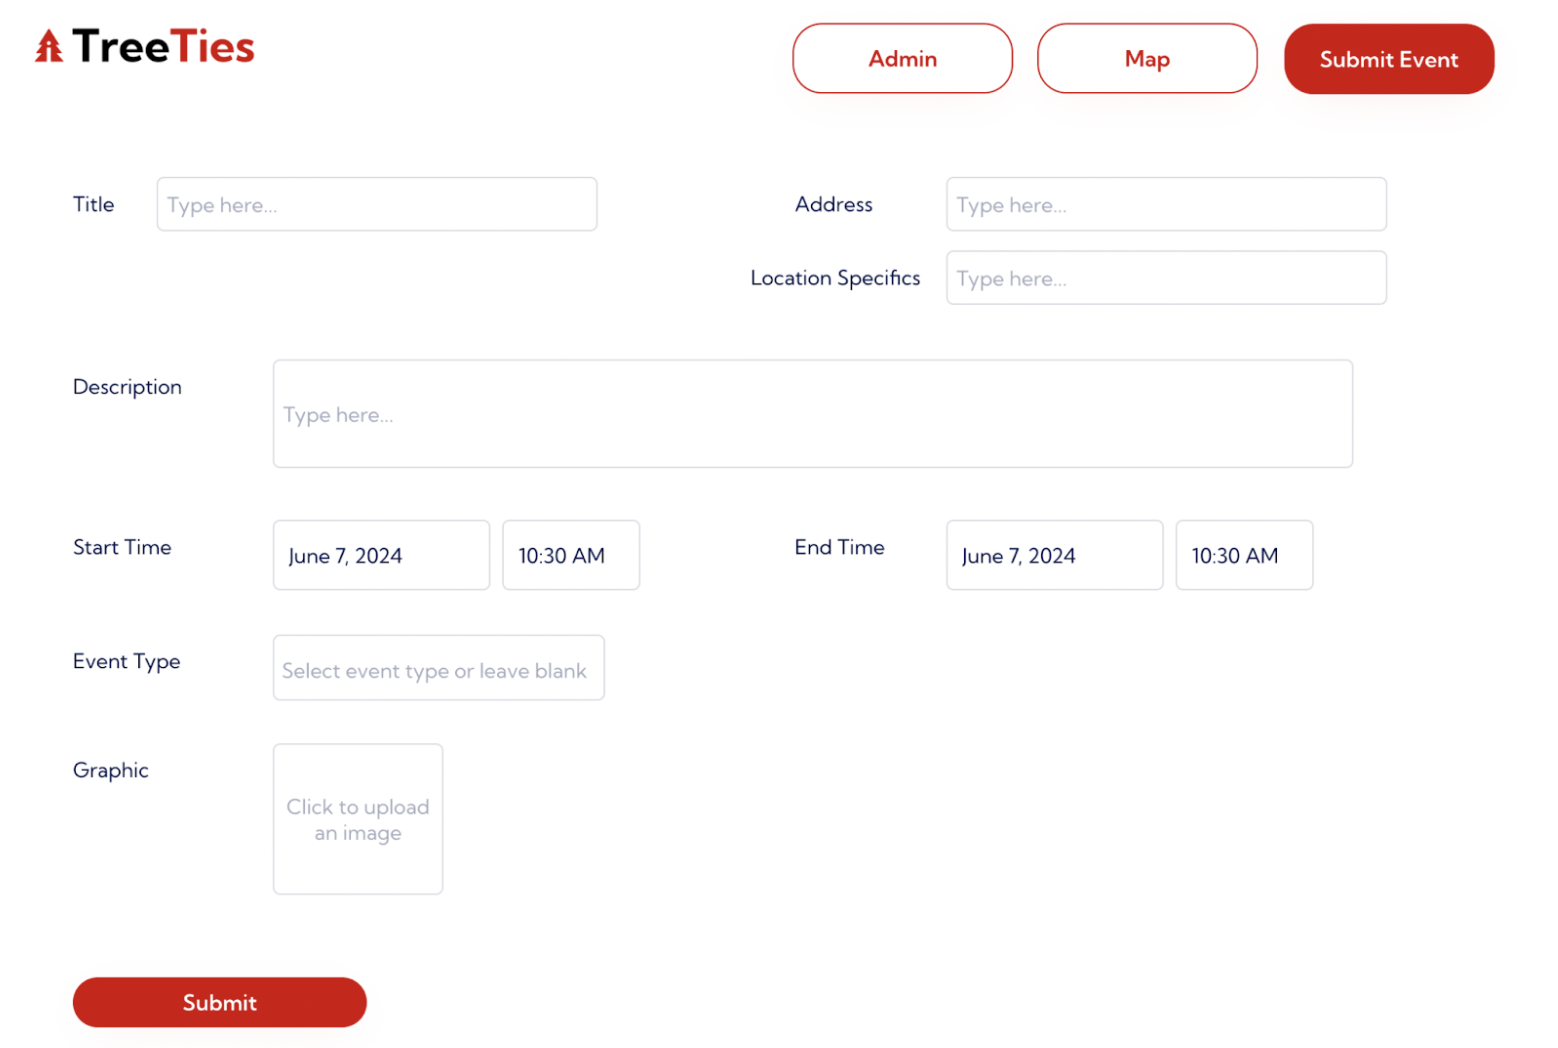 TreeTies
Admin
Map
Submit Event
Title
Type here...
Address
Type here...
Location Specifics
Type here...
Description
Type here...
Start Time
June 7, 2024
10:30 AM
End Time
June 7, 2024
10:30 AM
Event Type
Select event type or leave blank
Graphic
Click to upload
an image
Submit